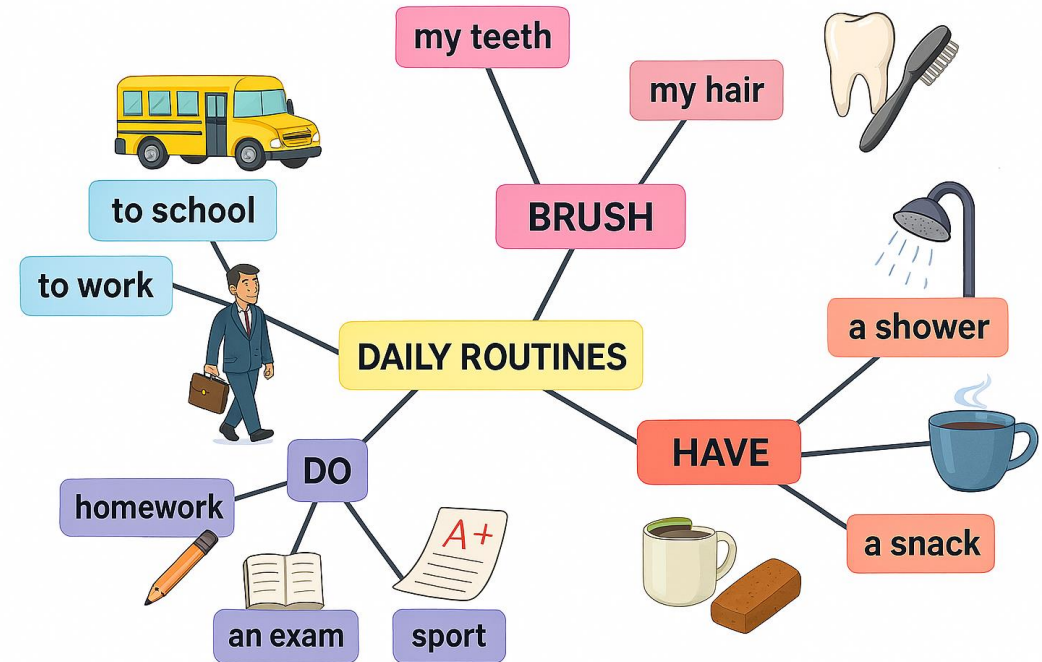 my teeth
my hair
BRUSH
to school
to work
DAILY ROUTINES
a shower
HAVE
a snack
DO
homework
A+
an exam
sport